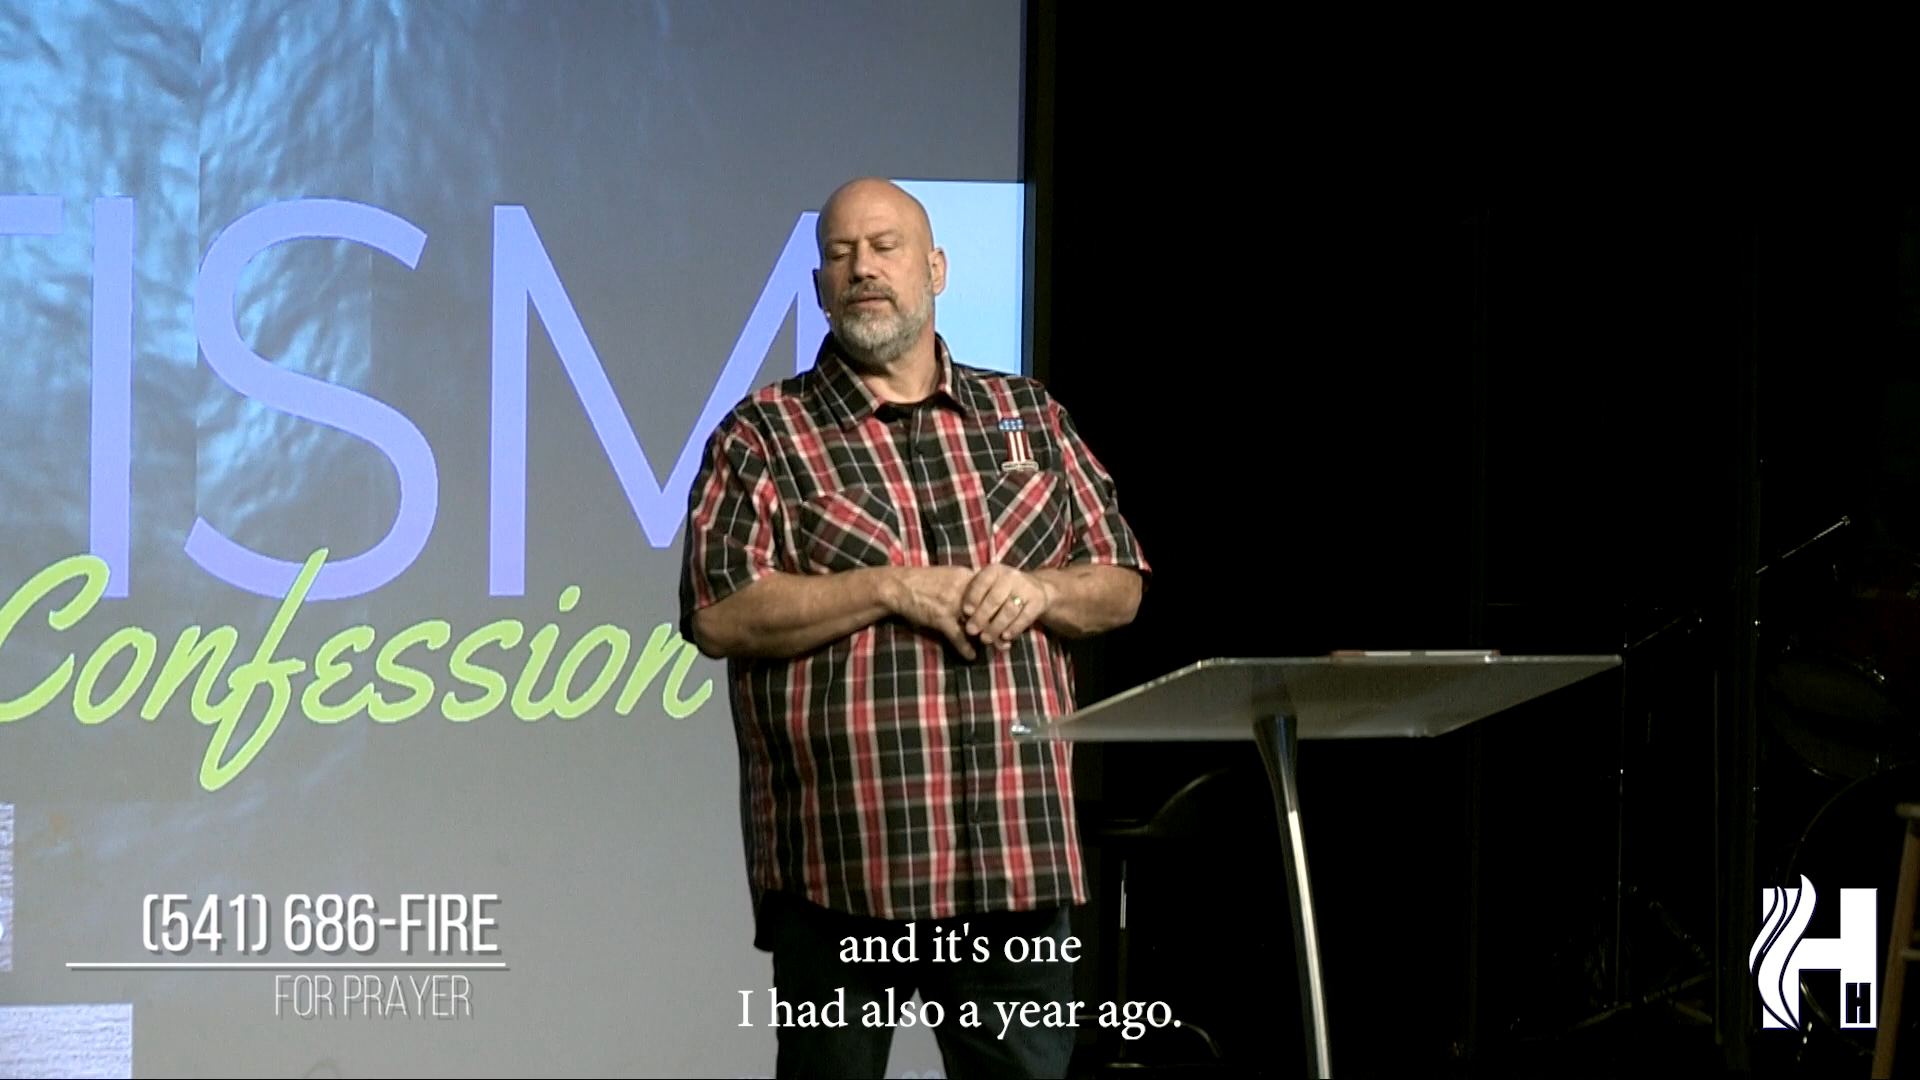 TISM
Confession
(541) 686-FIRE
FOR PRAYER
and it's one
I had also a year ago.
H
H